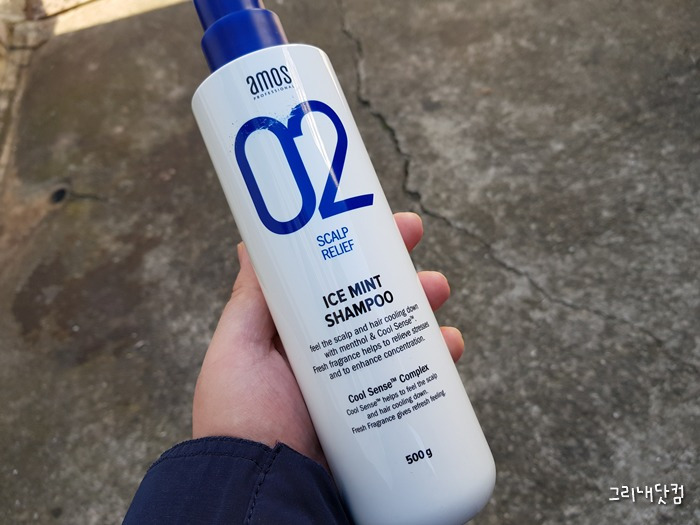 amos
PROFESSIONAL
02
SCALP
RELIEF
ICE MINT
SHAMPOO
feel the scalp and hair cooling down
with menthol & Cool Sense™.
Fresh fragrance helps to relieve stresses
and to enhance concentration.
Cool Sense™ Complex
Cool Sense™ helps to feel the scalp
and hair cooling down.
Fresh Fragrance gives refresh feeling.
500 g
그리내닷컴